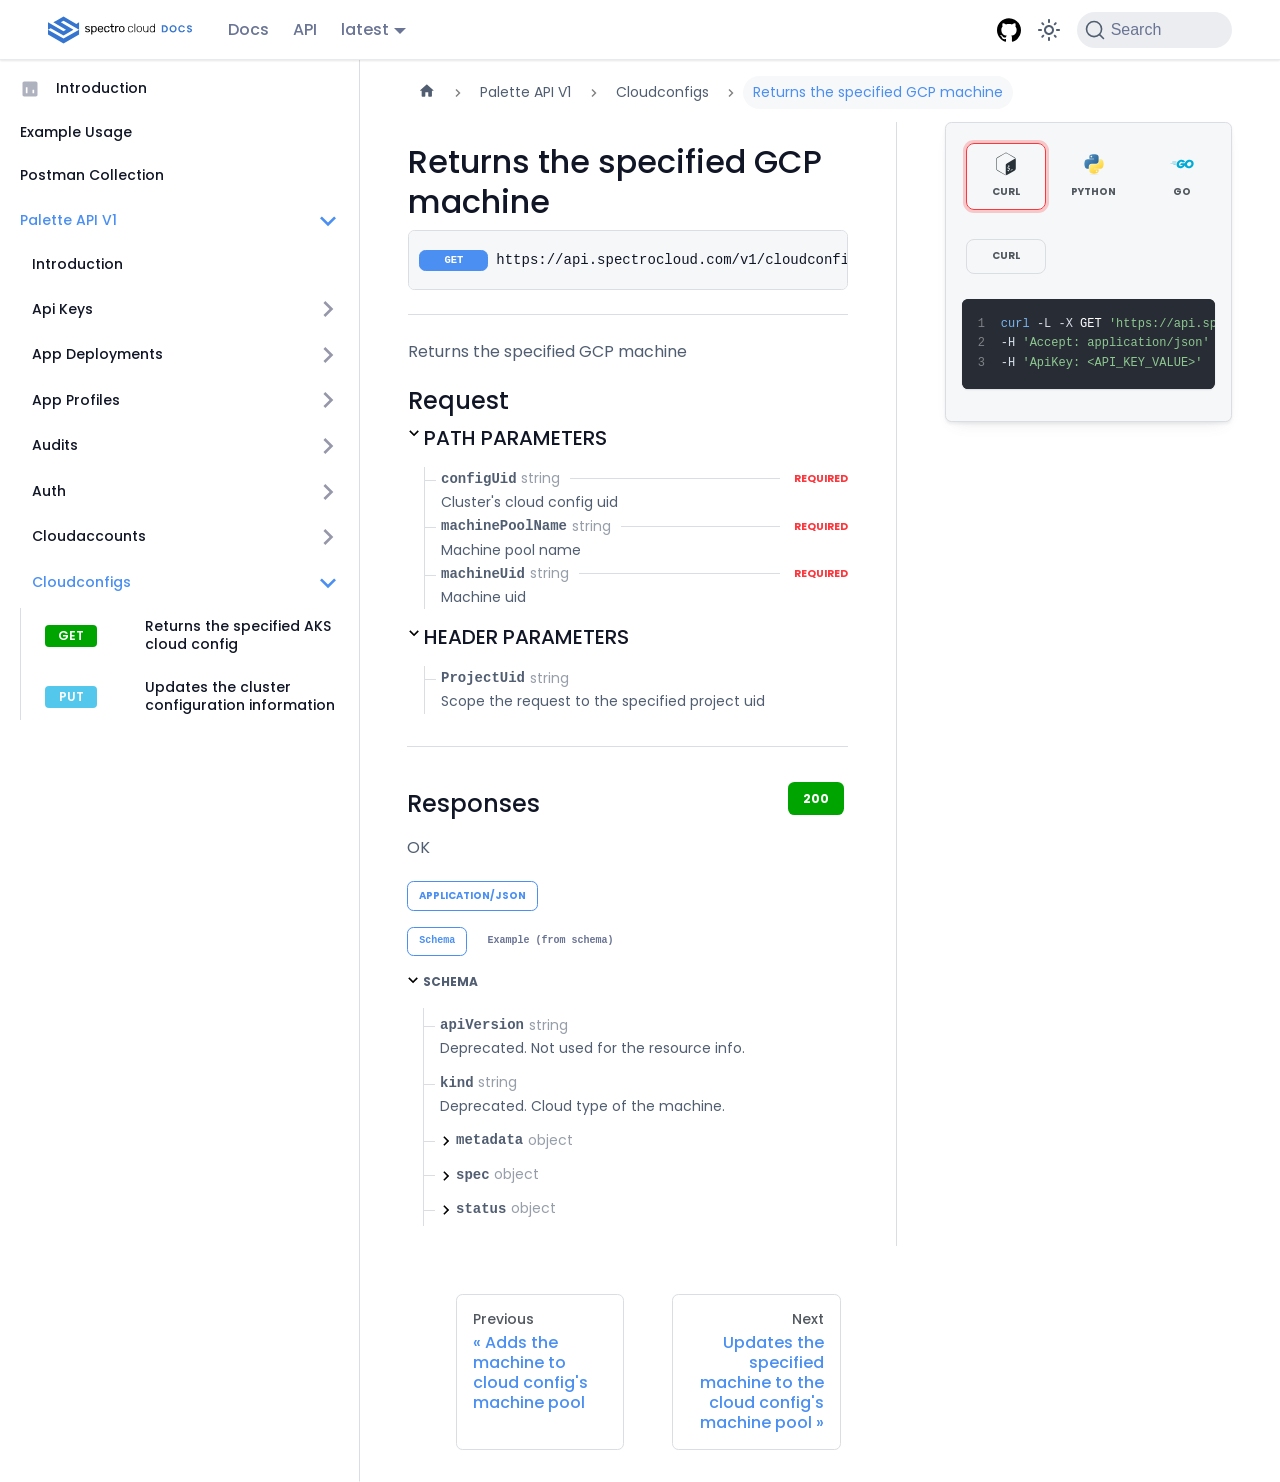 spectro cloud DOCS
Docs
API
latest
Search
Introduction
Example Usage
Postman Collection
Palette API V1
Introduction
Api Keys
App Deployments
App Profiles
Audits
Auth
Cloudaccounts
Cloudconfigs
GET
Returns the specified AKS
cloud config
PUT
Updates the cluster
configuration information
Palette API V1
Cloudconfigs
Returns the specified GCP machine
Returns the specified GCP
machine
GET
https://api.spectrocloud.com/v1/cloudconfi
Returns the specified GCP machine
Request
PATH PARAMETERS
configUid string REQUIRED
Cluster's cloud config uid
machinePoolName string REQUIRED
Machine pool name
machineUid string REQUIRED
Machine uid
HEADER PARAMETERS
ProjectUid string
Scope the request to the specified project uid
Responses
200
OK
APPLICATION/JSON
Schema
Example (from schema)
SCHEMA
apiVersion string
Deprecated. Not used for the resource info.
kind string
Deprecated. Cloud type of the machine.
metadata object
spec object
status object
CURL
PYTHON
GO
GO
CURL
1 curl -L -X GET 'https://api.sp
2 -H 'Accept: application/json'
3 -H 'ApiKey: <API_KEY_VALUE>'
Previous
« Adds the
machine to
cloud config's
machine pool
Next
Updates the
specified
machine to the
cloud config's
machine pool »